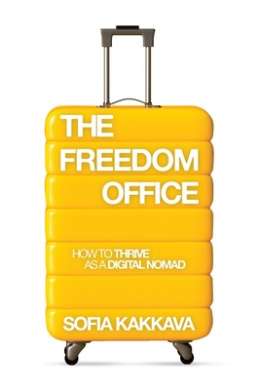 THE
FREEDOM
OFFICE
HOW TO THRIVE
AS A DIGITAL NOMAD
SOFIA KAKKAVA